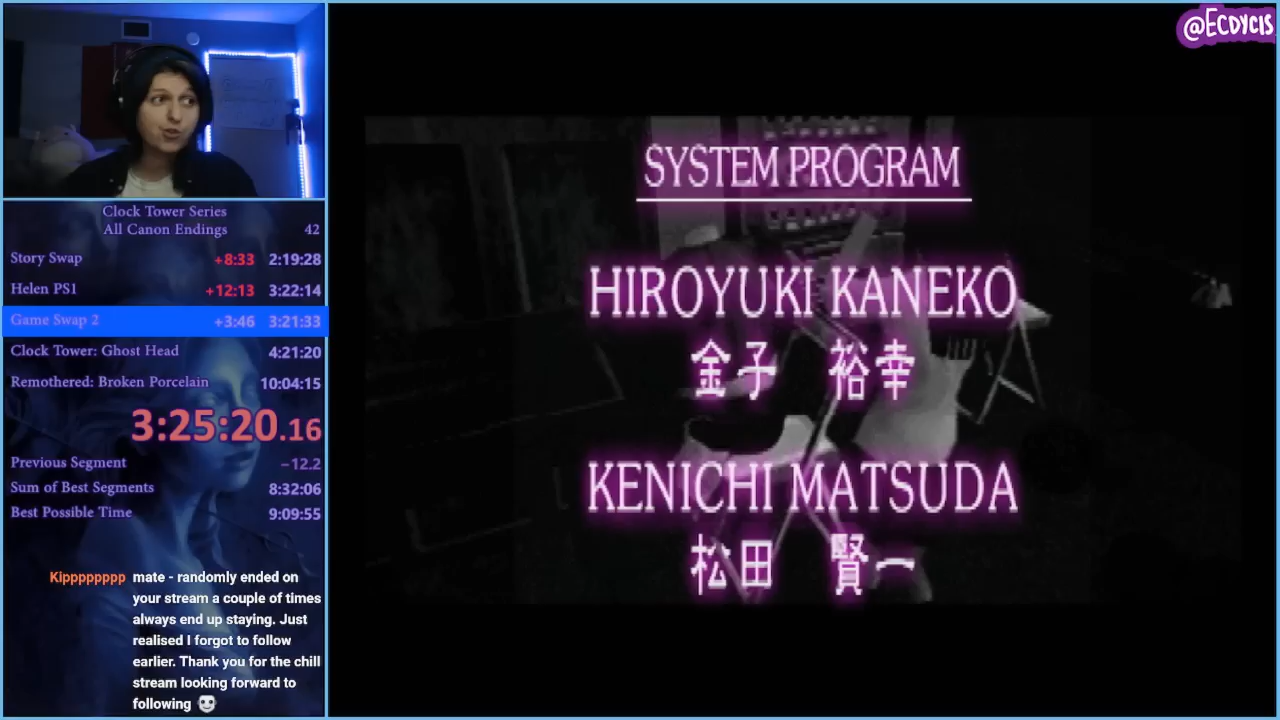 @ECDYCIS
Clock Tower Series
All Canon Endings 42
Story Swap +8:33 2:19:28
Helen PS1 +12:13 3:22:14
Game Swap 2 +3:46 3:21:33
Clock Tower: Ghost Head 4:21:20
Remothered: Broken Porcelain 10:04:15
3:25:20.16
Previous Segment −12.2
Sum of Best Segments 8:32:06
Best Possible Time 9:09:55
Kipppppppp mate - randomly ended on
your stream a couple of times
always end up staying. Just
realised I forgot to follow
earlier. Thank you for the chill
stream looking forward to
following
SYSTEM PROGRAM
HIROYUKI KANEKO
金子 裕幸
KENICHI MATSUDA
松田 賢一